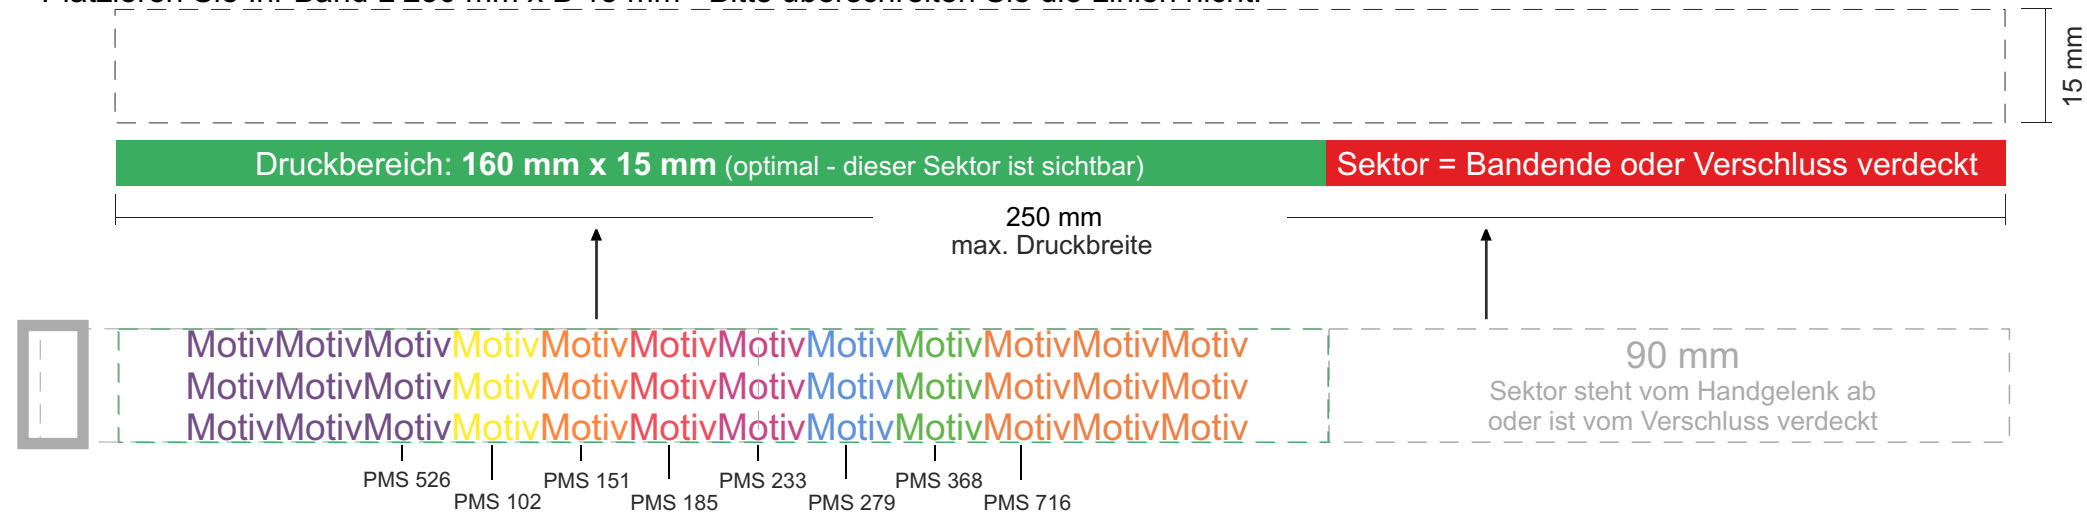 15 mm
Druckbereich: 160 mm x 15 mm (optimal - dieser Sektor ist sichtbar)
Sektor = Bandende oder Verschluss verdeckt
250 mm
max. Druckbreite
MotivMotivMotivMotivMotivMotivMotivMotivMotivMotivMotivMotiv
MotivMotivMotivMotivMotivMotivMotivMotivMotivMotivMotivMotiv
MotivMotivMotivMotivMotivMotivMotivMotivMotivMotivMotivMotiv
90 mm
Sektor steht vom Handgelenk ab
oder ist vom Verschluss verdeckt
PMS 526
PMS 102
PMS 151
PMS 185
PMS 233
PMS 279
PMS 368
PMS 716